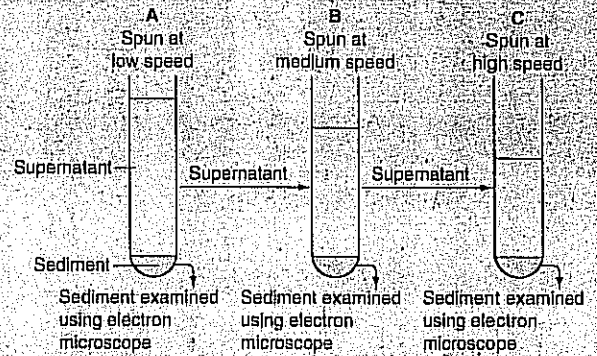 A
Spun at
low speed
B
Spun at
medium speed
C
Spun at
high speed
Supernatant
Supernatant
Supernatant
Sediment
Sediment examined
using electron
microscope
Sediment examined
using electron
microscope
Sediment examined
using electron
microscope